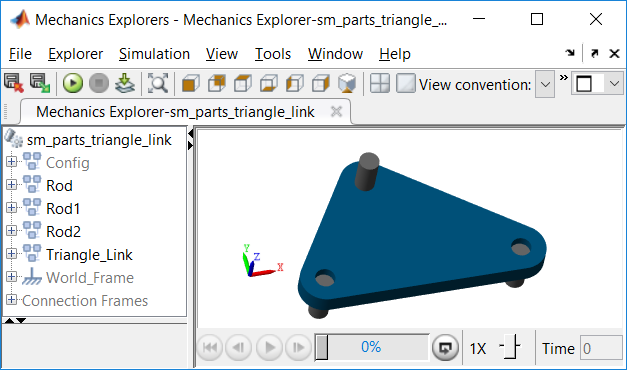 Mechanics Explorers - Mechanics Explorer-sm_parts_triangle_...
File Explorer Simulation View Tools Window Help
View convention:
Mechanics Explorer-sm_parts_triangle_link
sm_parts_triangle_link
Config
Rod
Rod1
Rod2
Triangle_Link
World_Frame
Connection Frames
Y
Z
X
0%
1X
Time 0